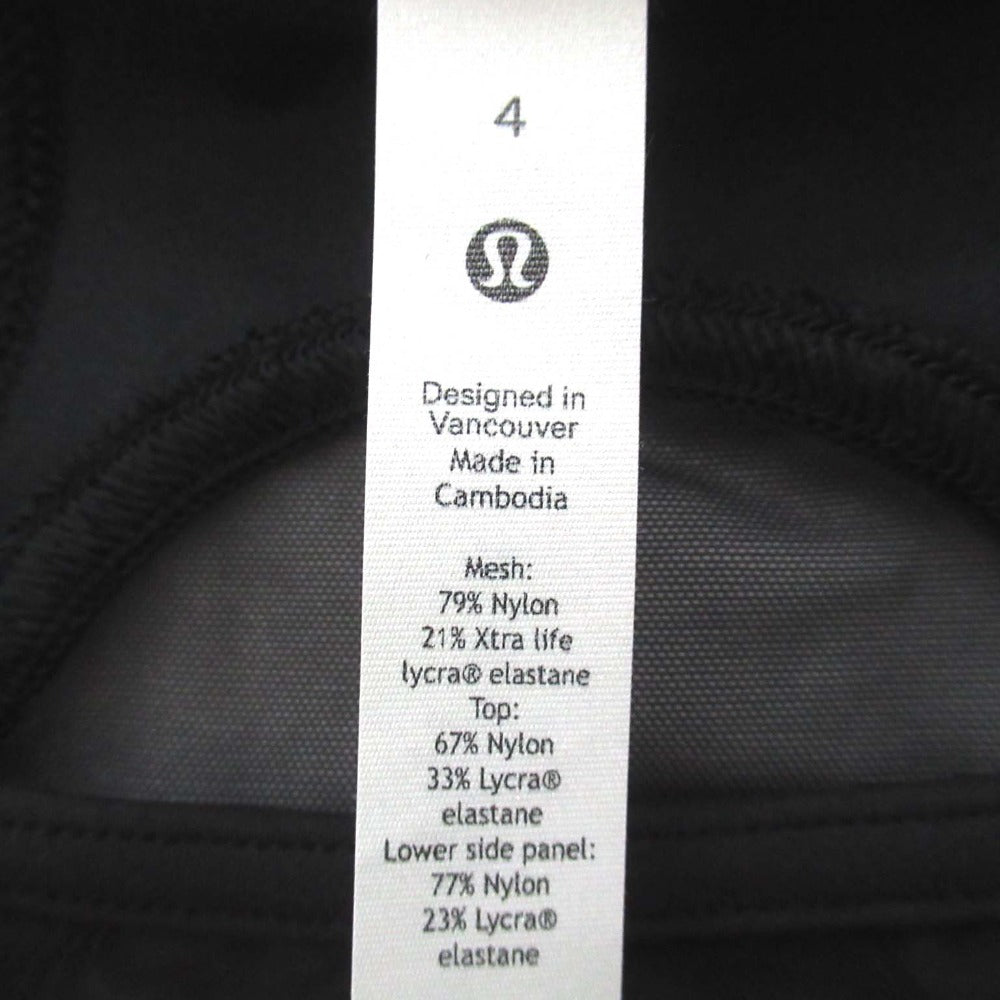 4
Designed in
Vancouver
Made in
Cambodia
Mesh:
79% Nylon
21% Xtra life
lycra® elastane
Top:
67% Nylon
33% Lycra®
elastane
Lower side panel:
77% Nylon
23% Lycra®
elastane